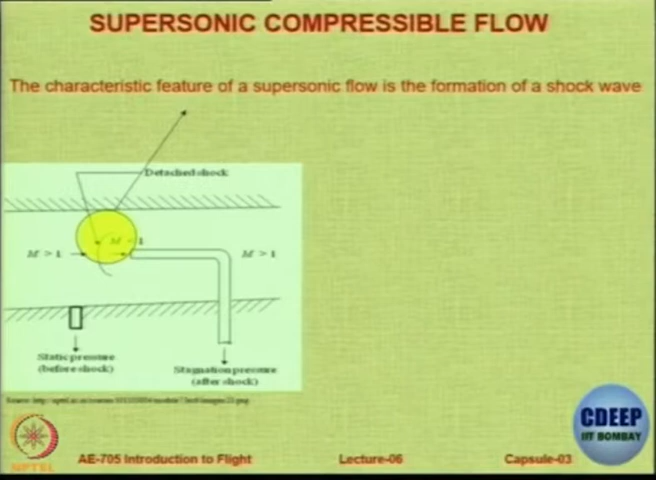 SUPERSONIC COMPRESSIBLE FLOW
The characteristic feature of a supersonic flow is the formation of a shock wave
Detached shock
M < 1
M > 1
M > 1
Static pressure
(before shock)
Stagnation pressure
(after shock)
CDEEP
IIT BOMBAY
NPTEL
AE-705 Introduction to Flight
Lecture-06
Capsule-03